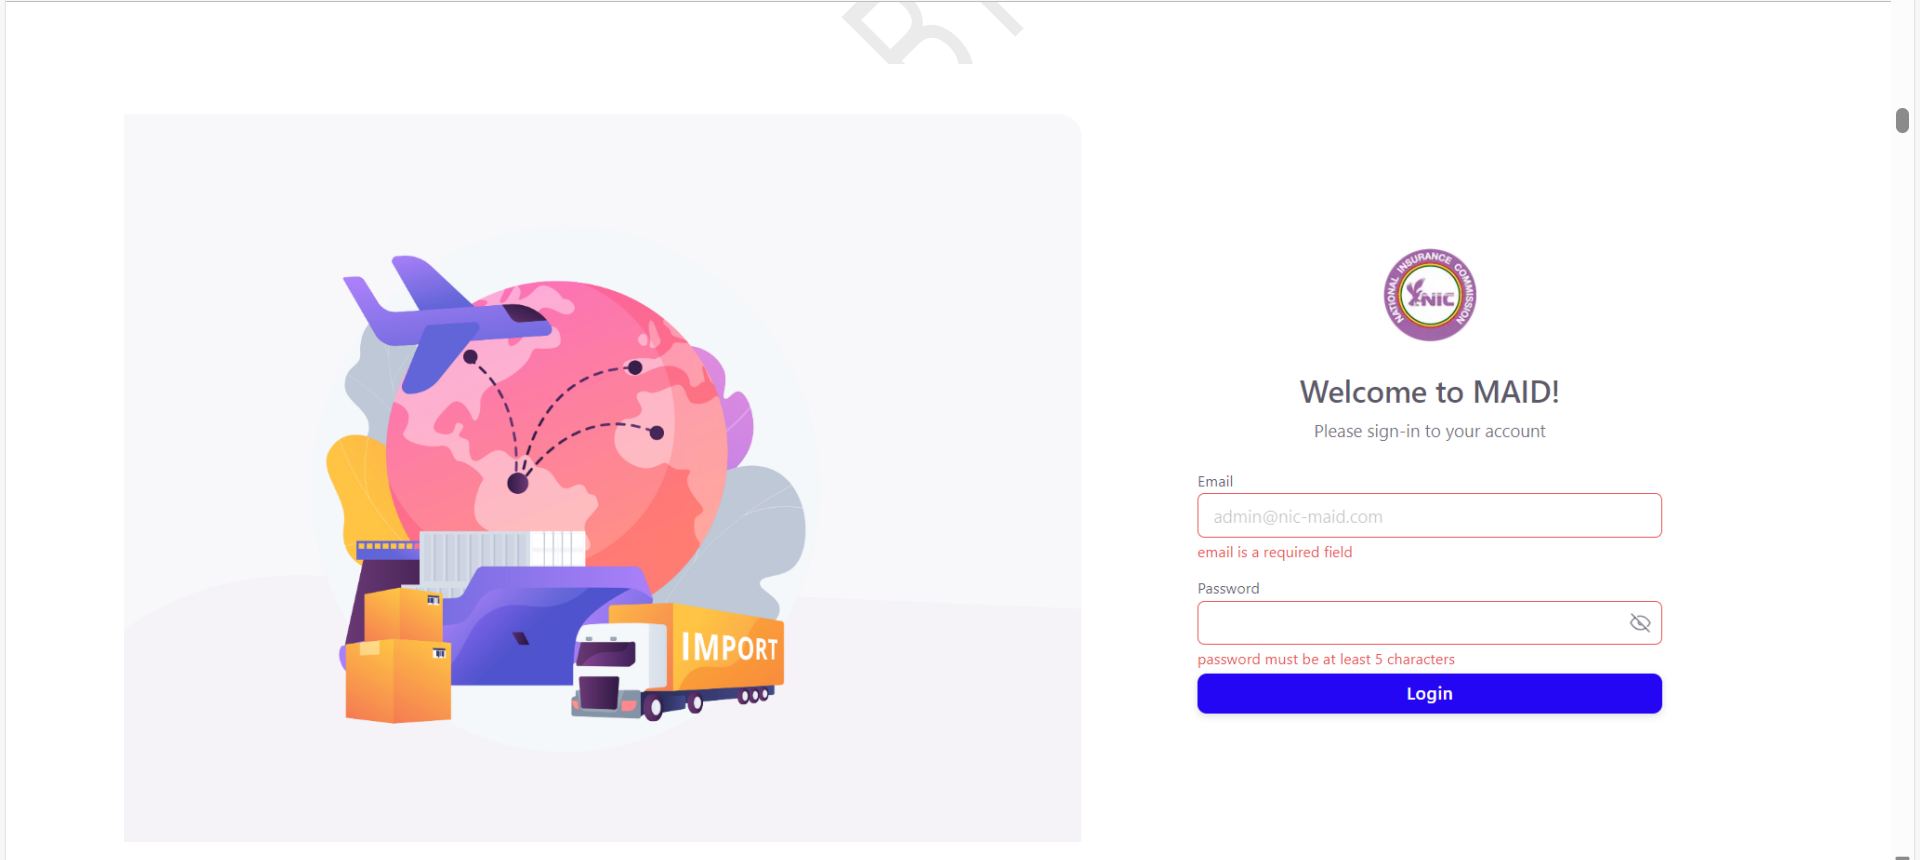 NATIONAL INSURANCE COMMISSION
NIC
Welcome to MAID!
Please sign-in to your account
Email
admin@nic-maid.com
email is a required field
Password
password must be at least 5 characters
Login
IMPORT